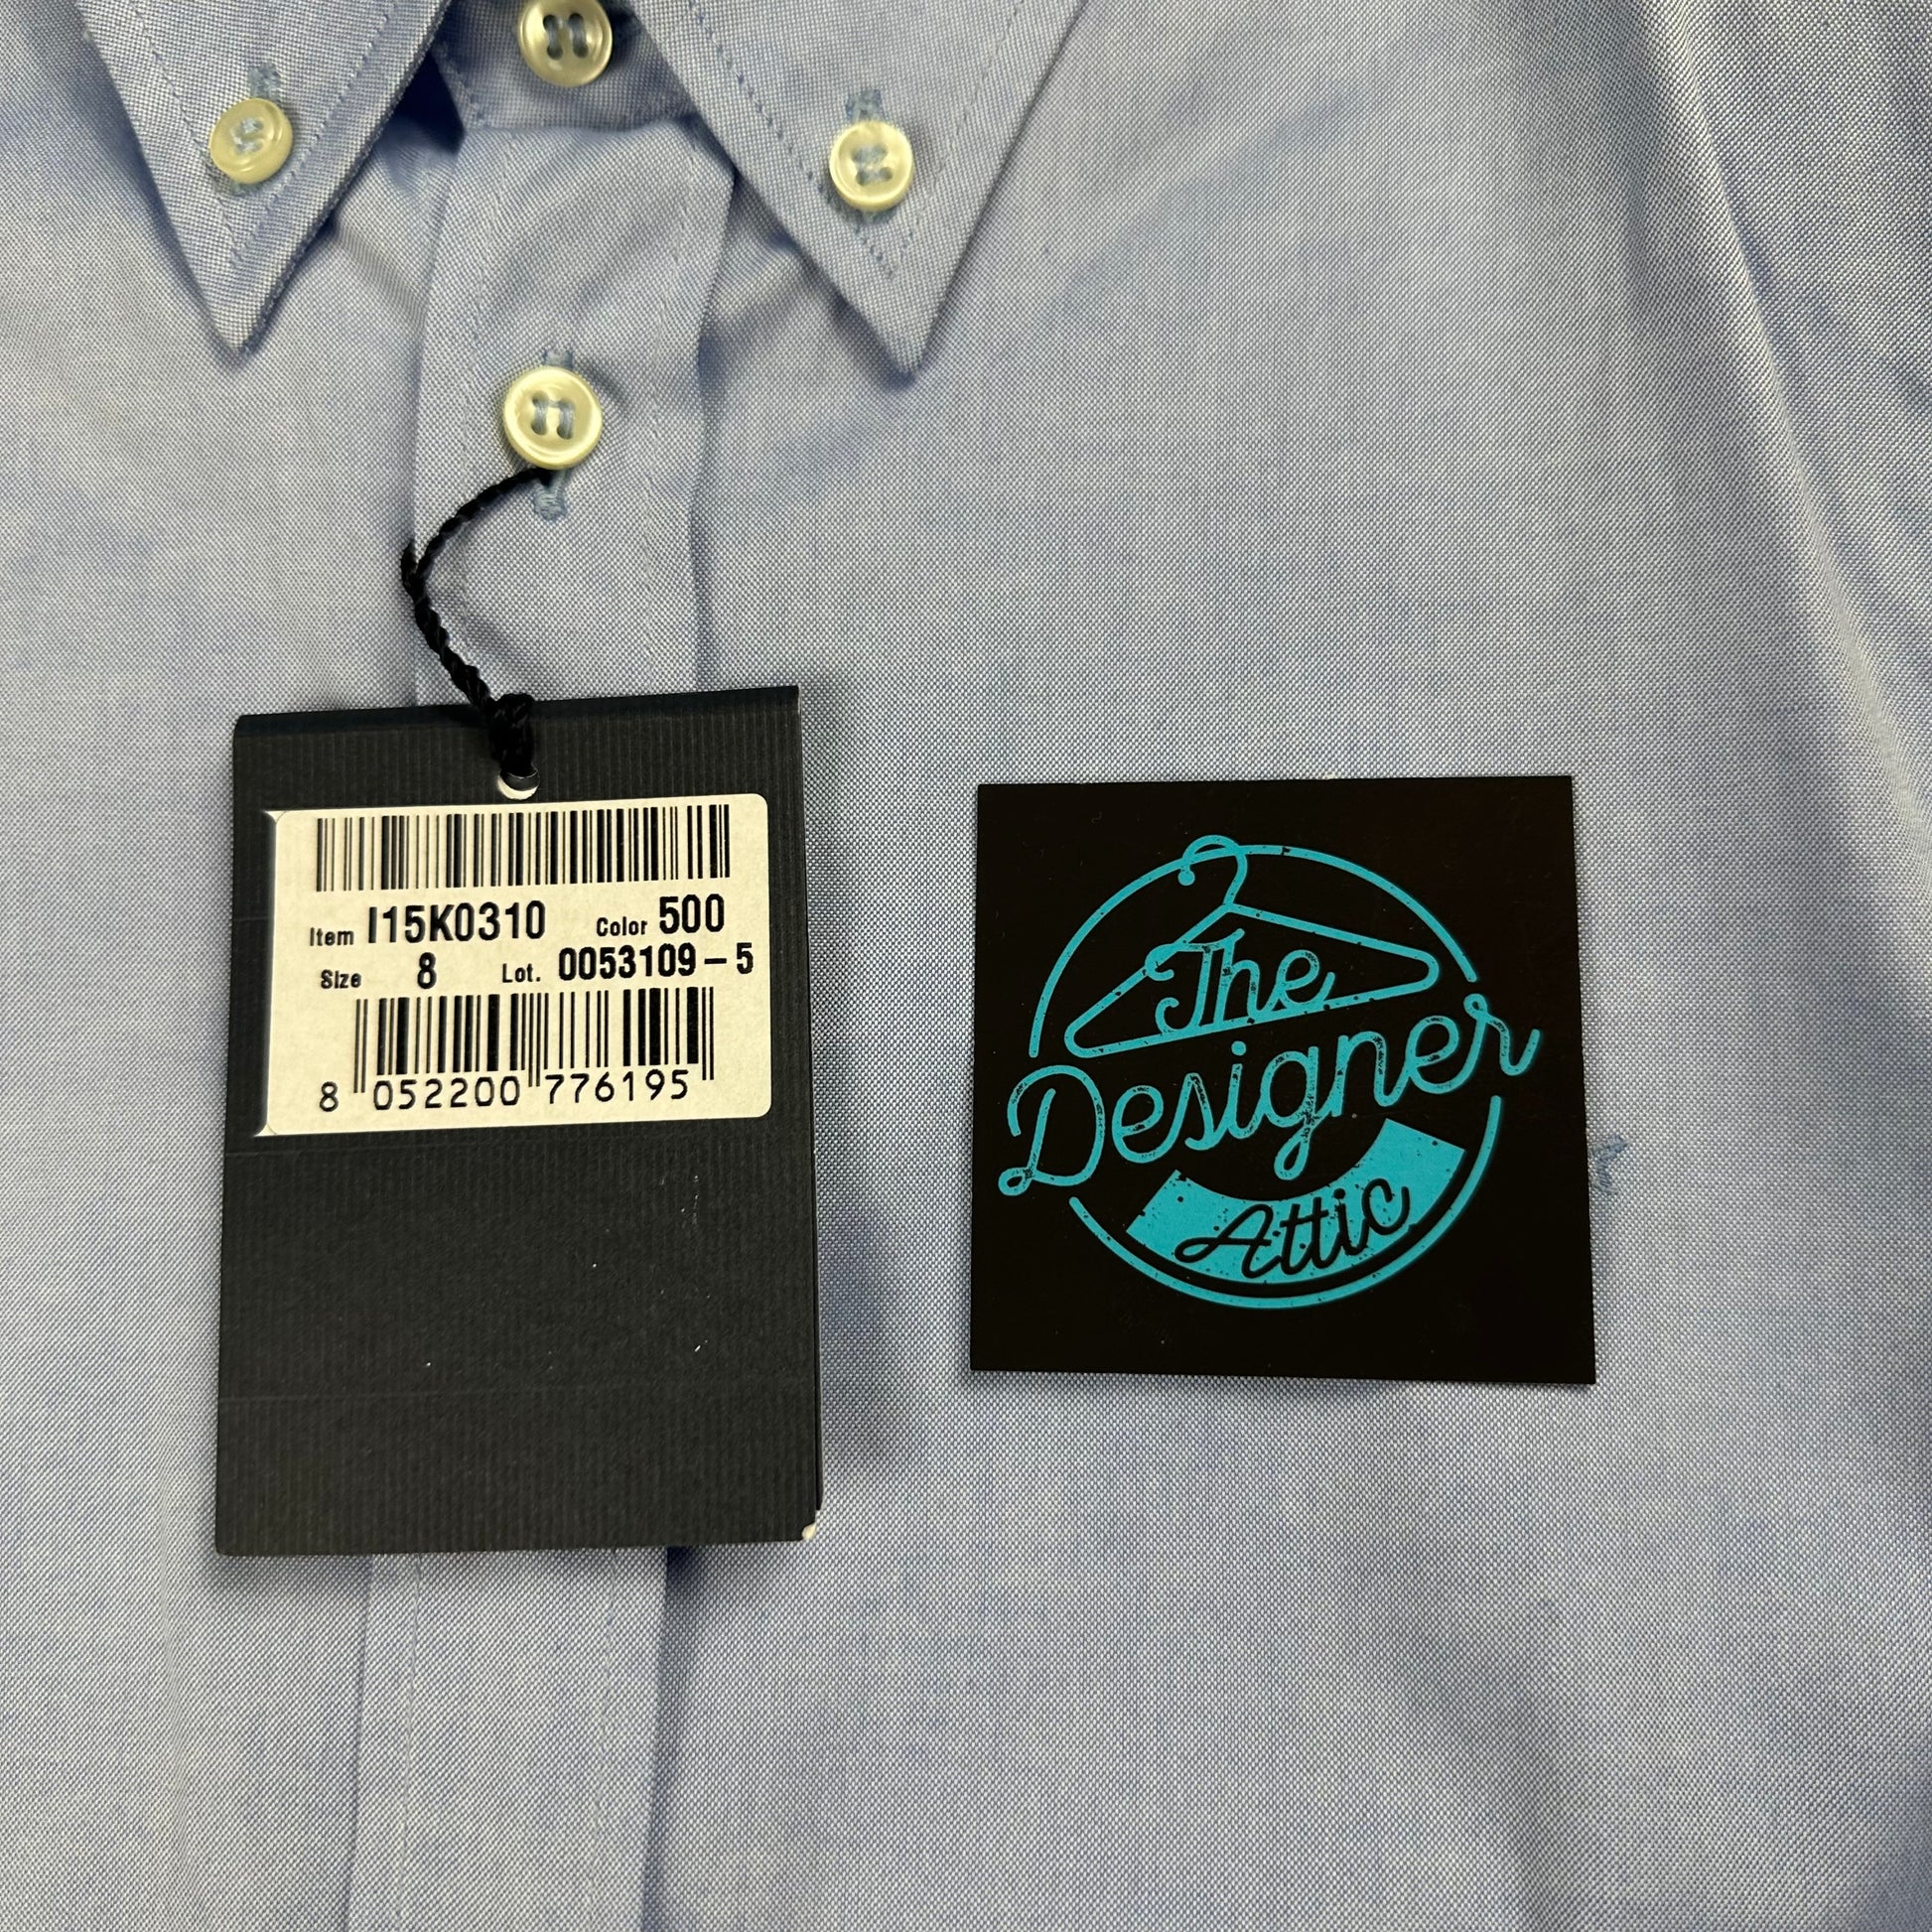 Item I15K0310 Color 500
Size 8 Lot. 0053109-5
8 052200 776195
The
Designer
Attic